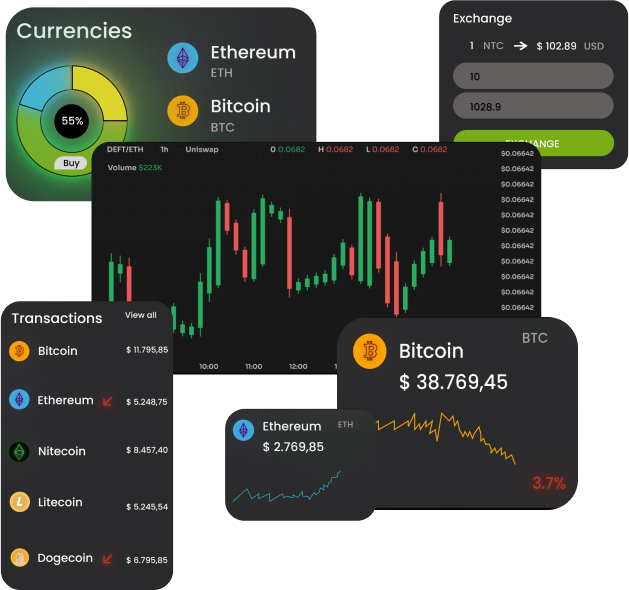 Currencies
Ethereum
ETH
Bitcoin
BTC
55%
Buy
Exchange
1 NTC → $ 102.89 USD
10
1028.9
EXCHANGE
DEFT/ETH 1h Uniswap O 0.0682 H 0.0682 L 0.0682 C 0.0682
Volume $223K
$0.06642
$0.06642
$0.06642
$0.06642
$0.06642
$0.06642
$0.06642
$0.06642
$0.06642
$0.06642
$0.06642
10:00 11:00 12:00
Transactions View all
Bitcoin $ 11.795,85
Ethereum $ 5.248,75
Nitecoin $ 8.457,40
Litecoin $ 5.245,54
Dogecoin $ 6.795,85
Ethereum ETH
$ 2.769,85
BTC
Bitcoin
$ 38.769,45
3.7%